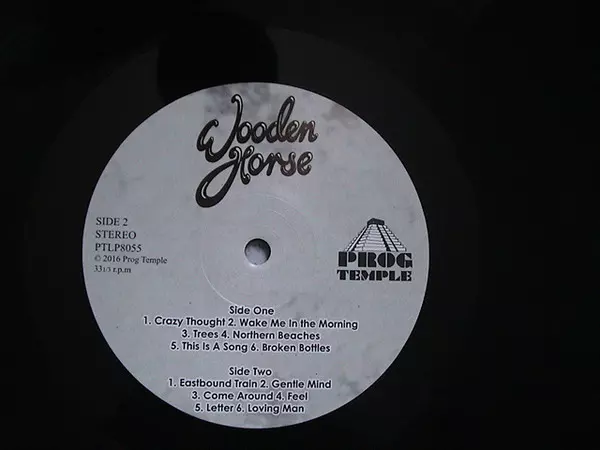 Wooden
Horse
SIDE 2
STEREO
PTLP8055
© 2016 Prog Temple
33 1/3 r.p.m
PROG
TEMPLE
Side One
1. Crazy Thought 2. Wake Me In the Morning
3. Trees 4. Northern Beaches
5. This Is A Song 6. Broken Bottles
Side Two
1. Eastbound Train 2. Gentle Mind
3. Come Around 4. Feel
5. Letter 6. Loving Man